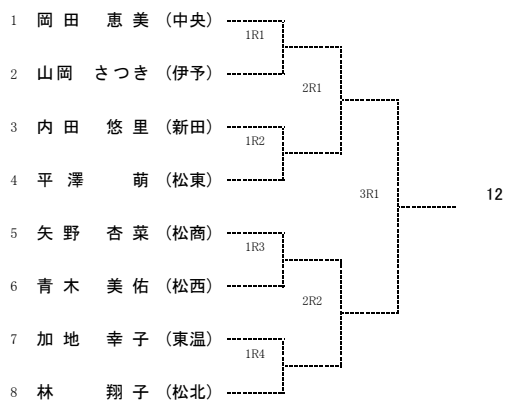 1 岡田 恵美 (中央)
1R1
2 山岡 さつき (伊予)
2R1
3 内田 悠里 (新田)
1R2
4 平澤 萌 (松東)
3R1 12
5 矢野 杏菜 (松商)
1R3
6 青木 美佑 (松西)
2R2
7 加地 幸子 (東温)
1R4
8 林 翔子 (松北)